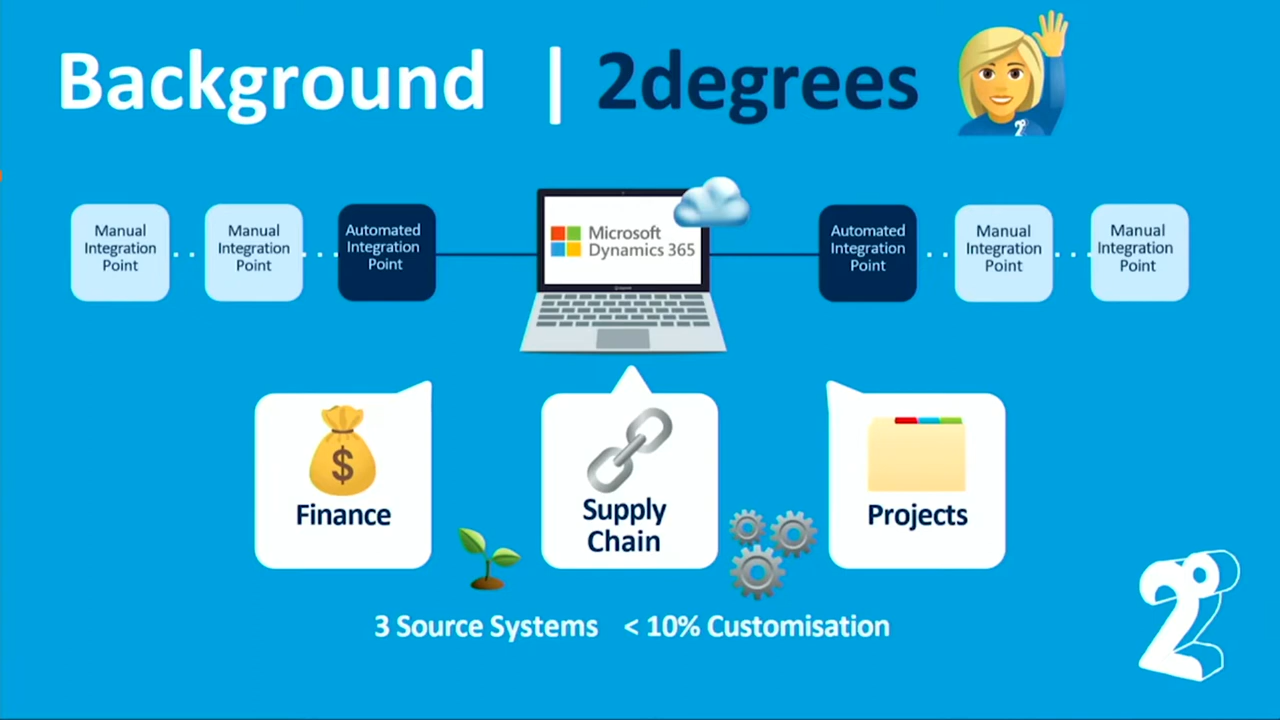 Background | 2degrees
Manual
Integration
Point
Manual
Integration
Point
Automated
Integration
Point
Microsoft
Dynamics 365
Automated
Integration
Point
Manual
Integration
Point
Manual
Integration
Point
$
Finance
Supply
Chain
Projects
3 Source Systems < 10% Customisation
2